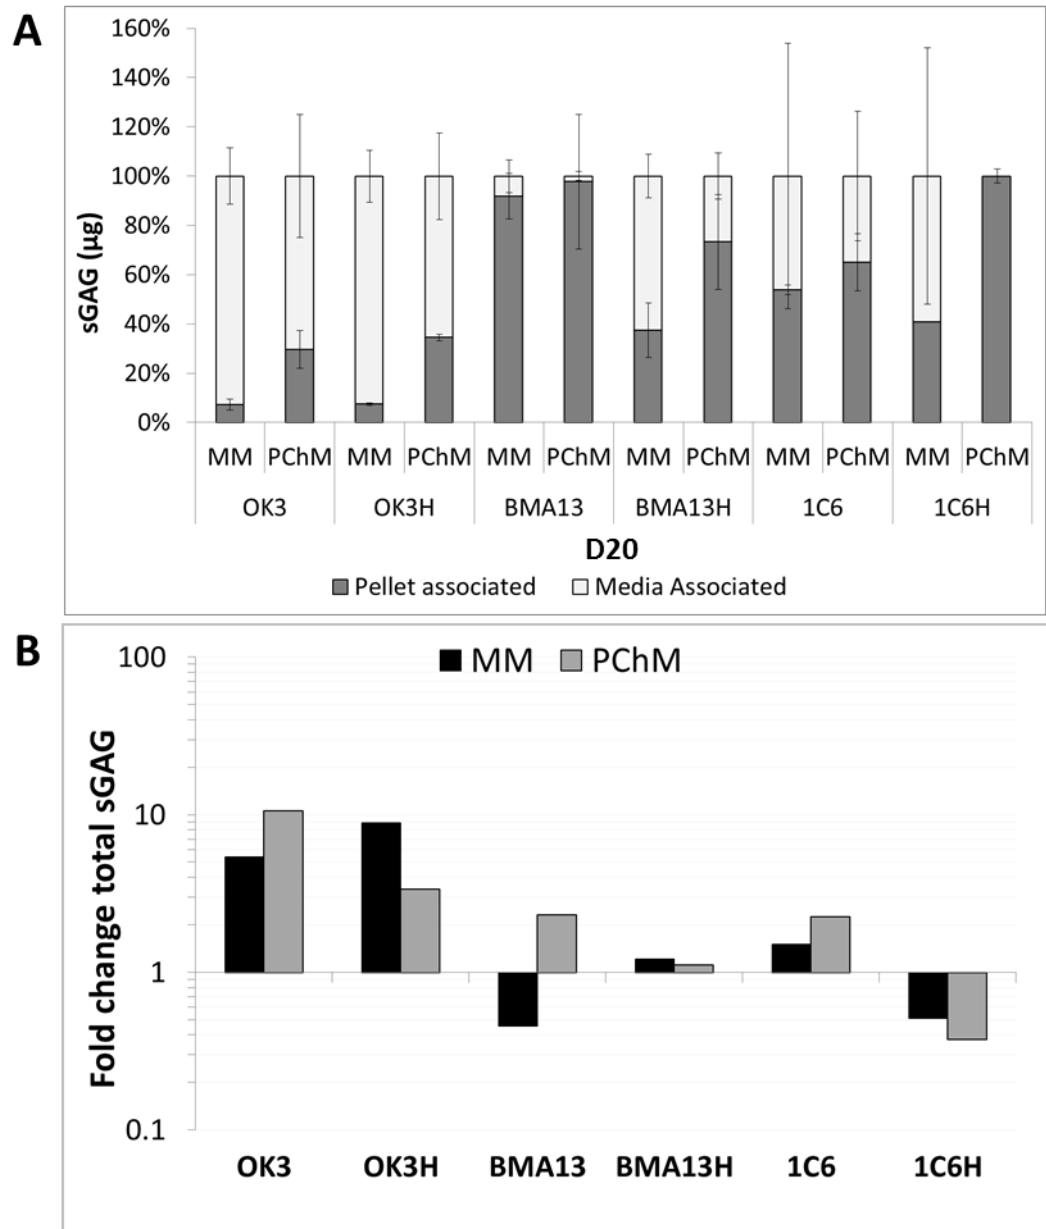 A
160%
140%
120%
100%
80%
60%
40%
20%
0%
sGAG (µg)
MM PChM MM PChM MM PChM MM PChM MM PChM MM PChM
OK3 OK3H BMA13 BMA13H 1C6 1C6H
D20
Pellet associated Media Associated
B
MM PChM
100
10
1
0.1
Fold change total sGAG
OK3 OK3H BMA13 BMA13H 1C6 1C6H